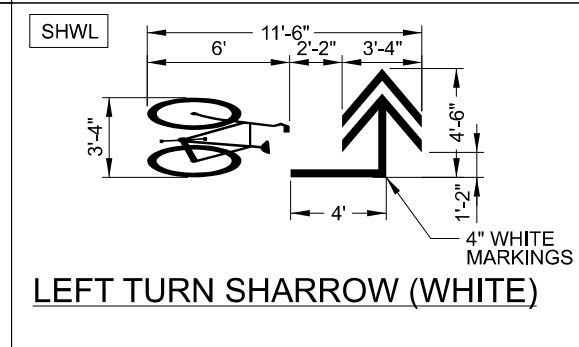 SHWL
11'-6"
6'
2'-2"
3'-4"
3'-4"
4'-6"
1'-2"
4'
4" WHITE
MARKINGS
LEFT TURN SHARROW (WHITE)